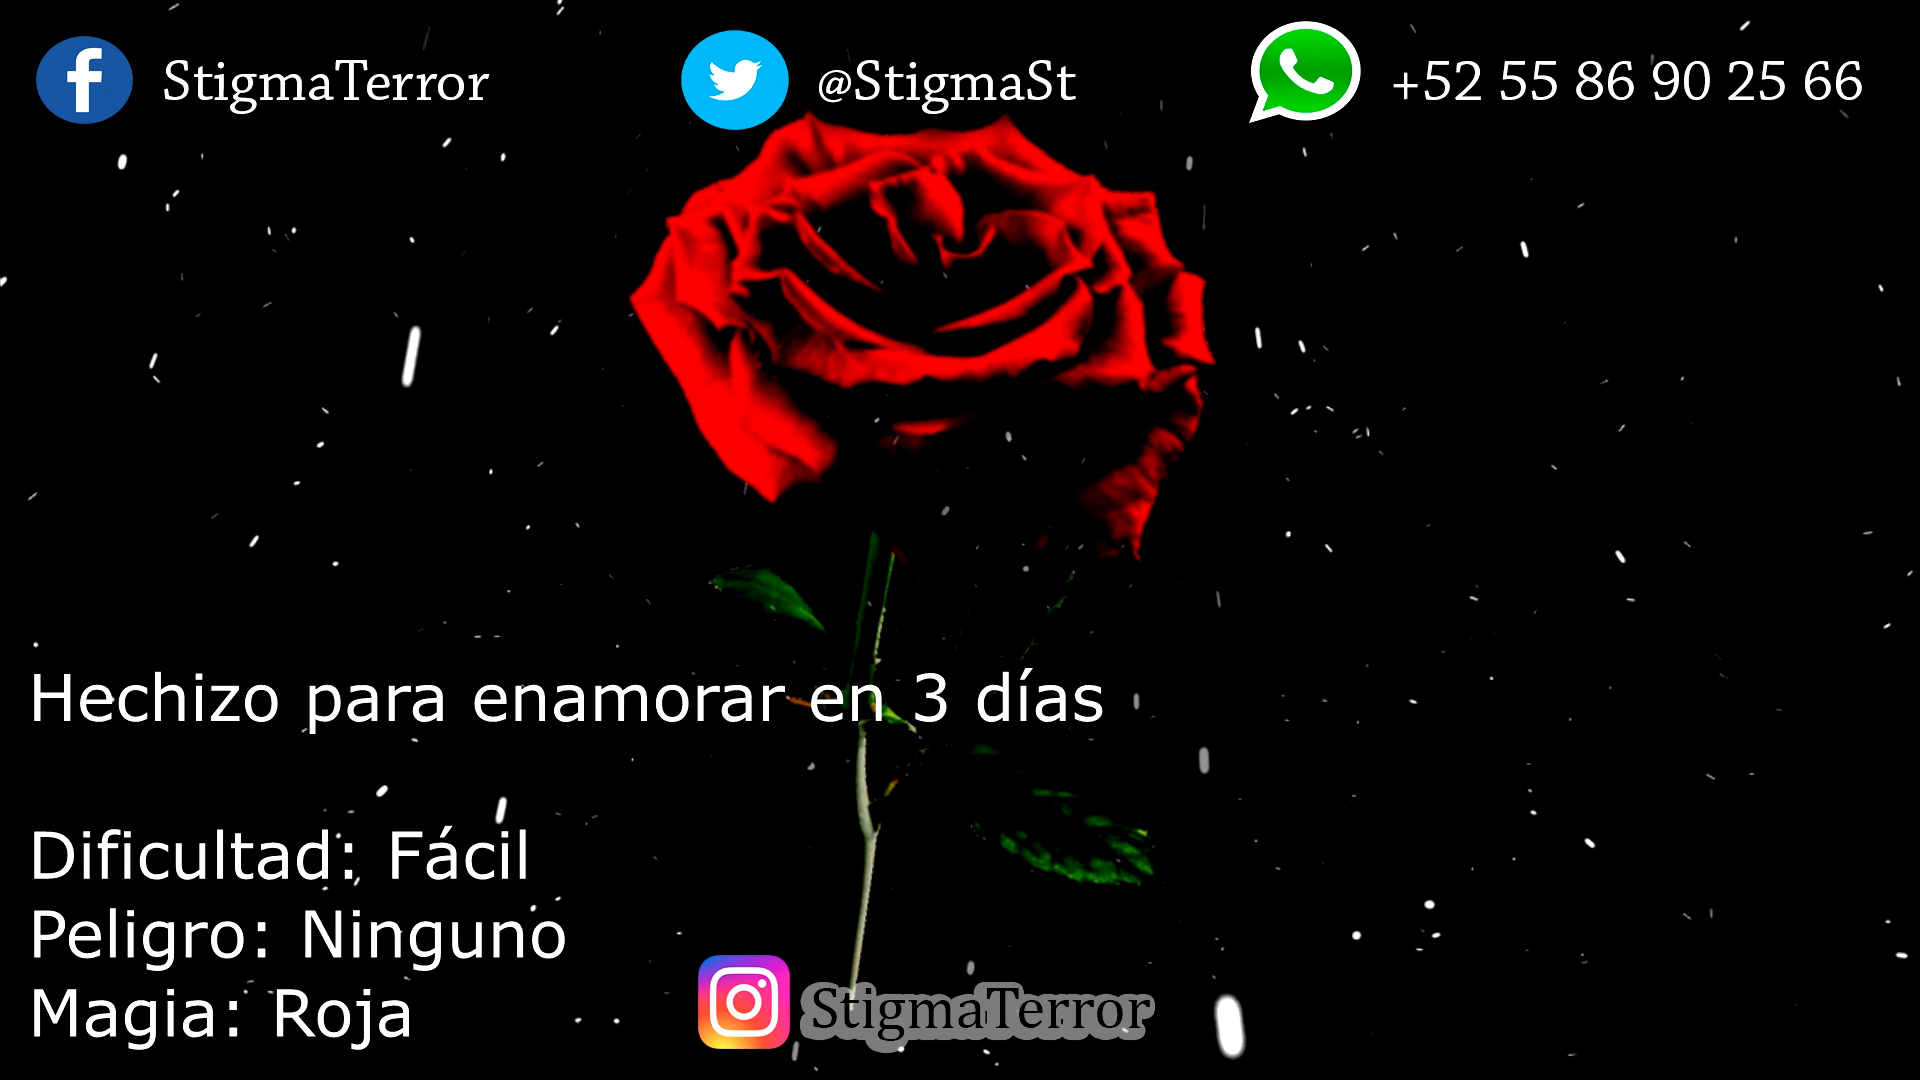 StigmaTerror
@StigmaSt
+52 55 86 90 25 66
Hechizo para enamorar en 3 días
Dificultad: Fácil
Peligro: Ninguno
Magia: Roja
StigmaTerror